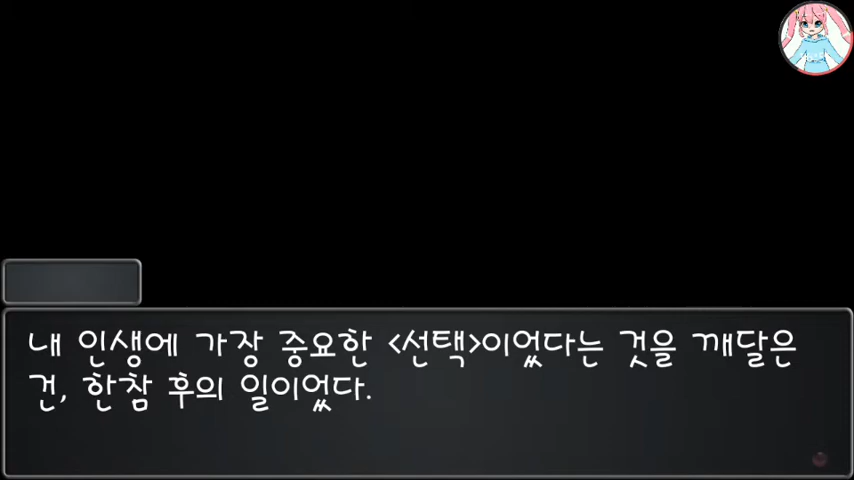 내 인생에 가장 중요한 <선택>이었다는 것을 깨달은
건, 한참 후의 일이었다.